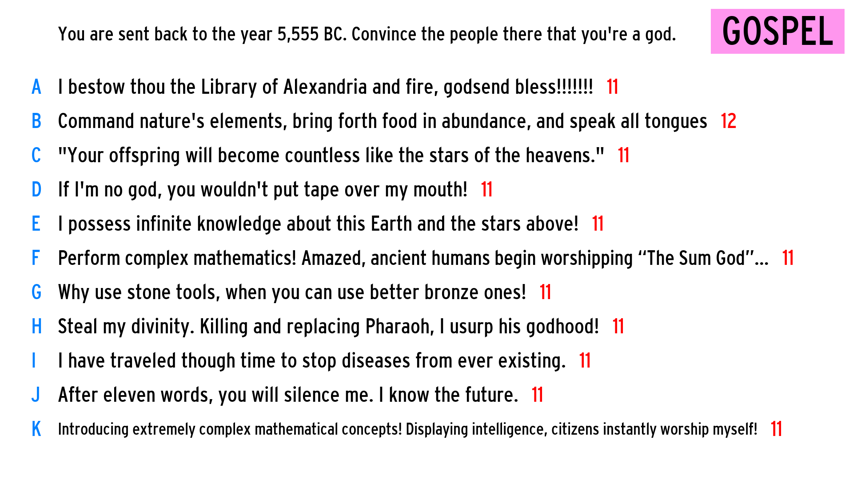 You are sent back to the year 5,555 BC. Convince the people there that you're a god.
GOSPEL
A I bestow thou the Library of Alexandria and fire, godsend bless!!!!!!! 11
B Command nature's elements, bring forth food in abundance, and speak all tongues 12
C "Your offspring will become countless like the stars of the heavens." 11
D If I'm no god, you wouldn't put tape over my mouth! 11
E I possess infinite knowledge about this Earth and the stars above! 11
F Perform complex mathematics! Amazed, ancient humans begin worshipping “The Sum God”... 11
G Why use stone tools, when you can use better bronze ones! 11
H Steal my divinity. Killing and replacing Pharaoh, I usurp his godhood! 11
I I have traveled though time to stop diseases from ever existing. 11
J After eleven words, you will silence me. I know the future. 11
K Introducing extremely complex mathematical concepts! Displaying intelligence, citizens instantly worship myself! 11